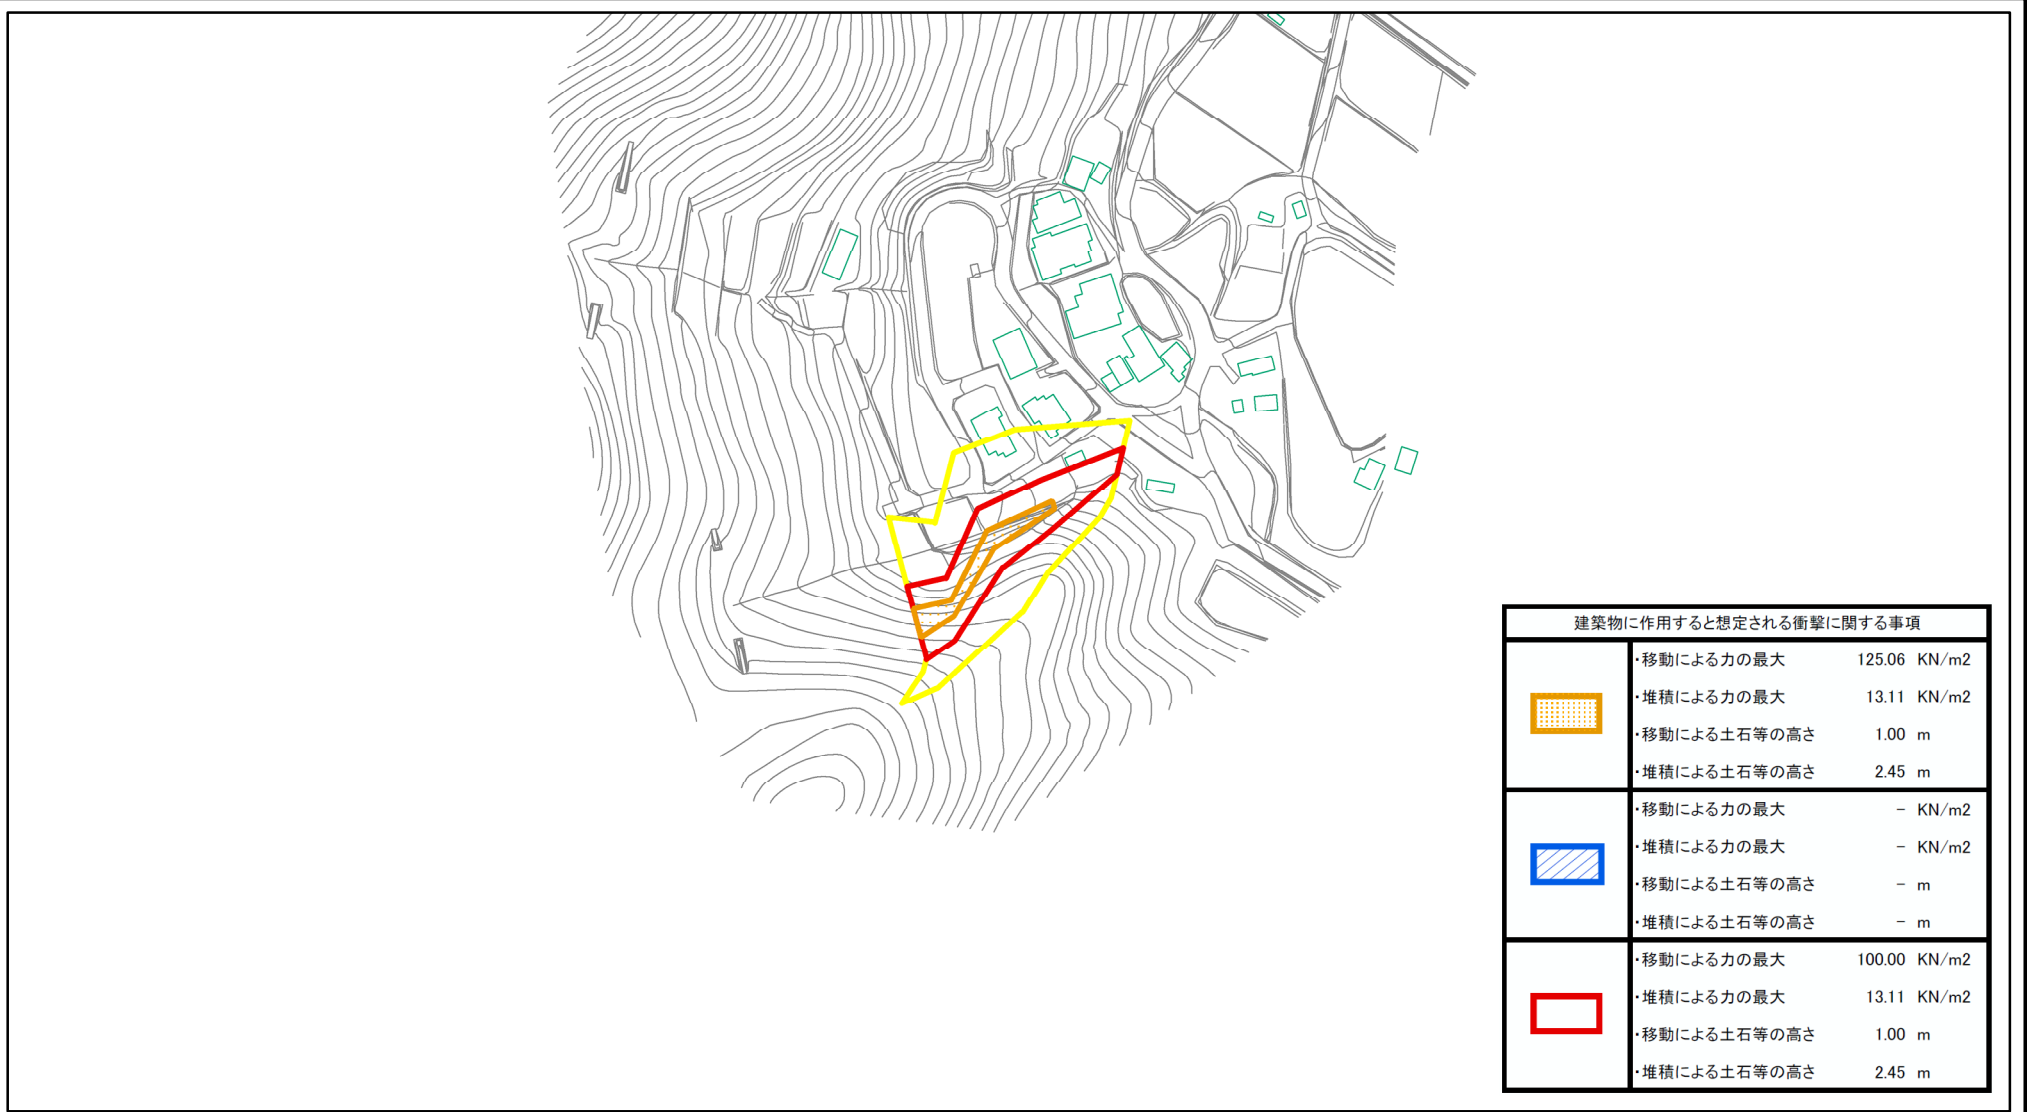 建築物に作用すると想定される衝撃に関する事項
・移動による力の最大 125.06 KN/m2
・堆積による力の最大 13.11 KN/m2
・移動による土石等の高さ 1.00 m
・堆積による土石等の高さ 2.45 m
・移動による力の最大 － KN/m2
・堆積による力の最大 － KN/m2
・移動による土石等の高さ － m
・堆積による土石等の高さ － m
・移動による力の最大 100.00 KN/m2
・堆積による力の最大 13.11 KN/m2
・移動による土石等の高さ 1.00 m
・堆積による土石等の高さ 2.45 m